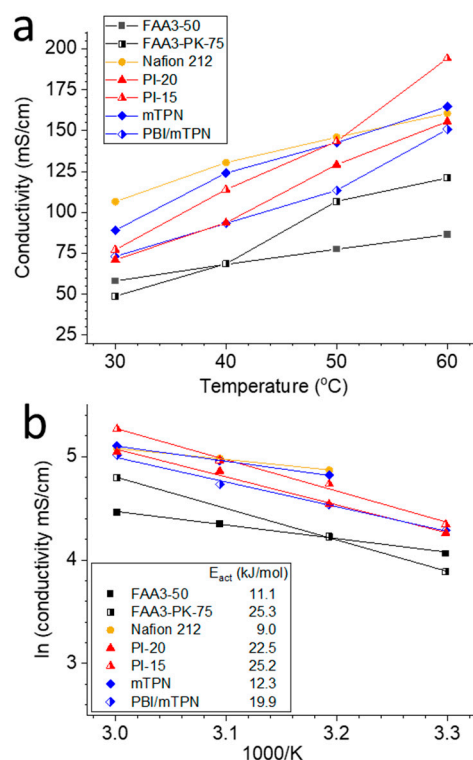 a
FAA3-50
FAA3-PK-75
Nafion 212
PI-20
PI-15
mTPN
PBI/mTPN
200
175
150
125
100
75
50
25
Conductivity (mS/cm)
30 40 50 60
Temperature (°C)
b
5
4
3
2
ln (conductivity mS/cm)
Eact (kJ/mol)
FAA3-50 11.1
FAA3-PK-75 25.3
Nafion 212 9.0
PI-20 22.5
PI-15 25.2
mTPN 12.3
PBI/mTPN 19.9
3.0 3.1 3.2 3.3
1000/K